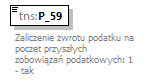 tns:P_59
Zaliczenie zwrotu podatku na
poczet przyszłych
zobowiązań podatkowych: 1
- tak